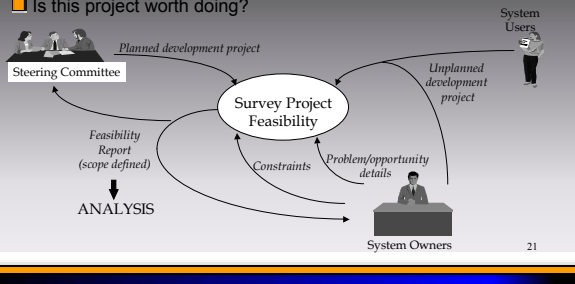 Is this project worth doing?
System
Users
Planned development project
Steering Committee
Unplanned
development
project
Survey Project
Feasibility
Feasibility
Report
(scope defined)
Constraints
Problem/opportunity
details
ANALYSIS
System Owners
21